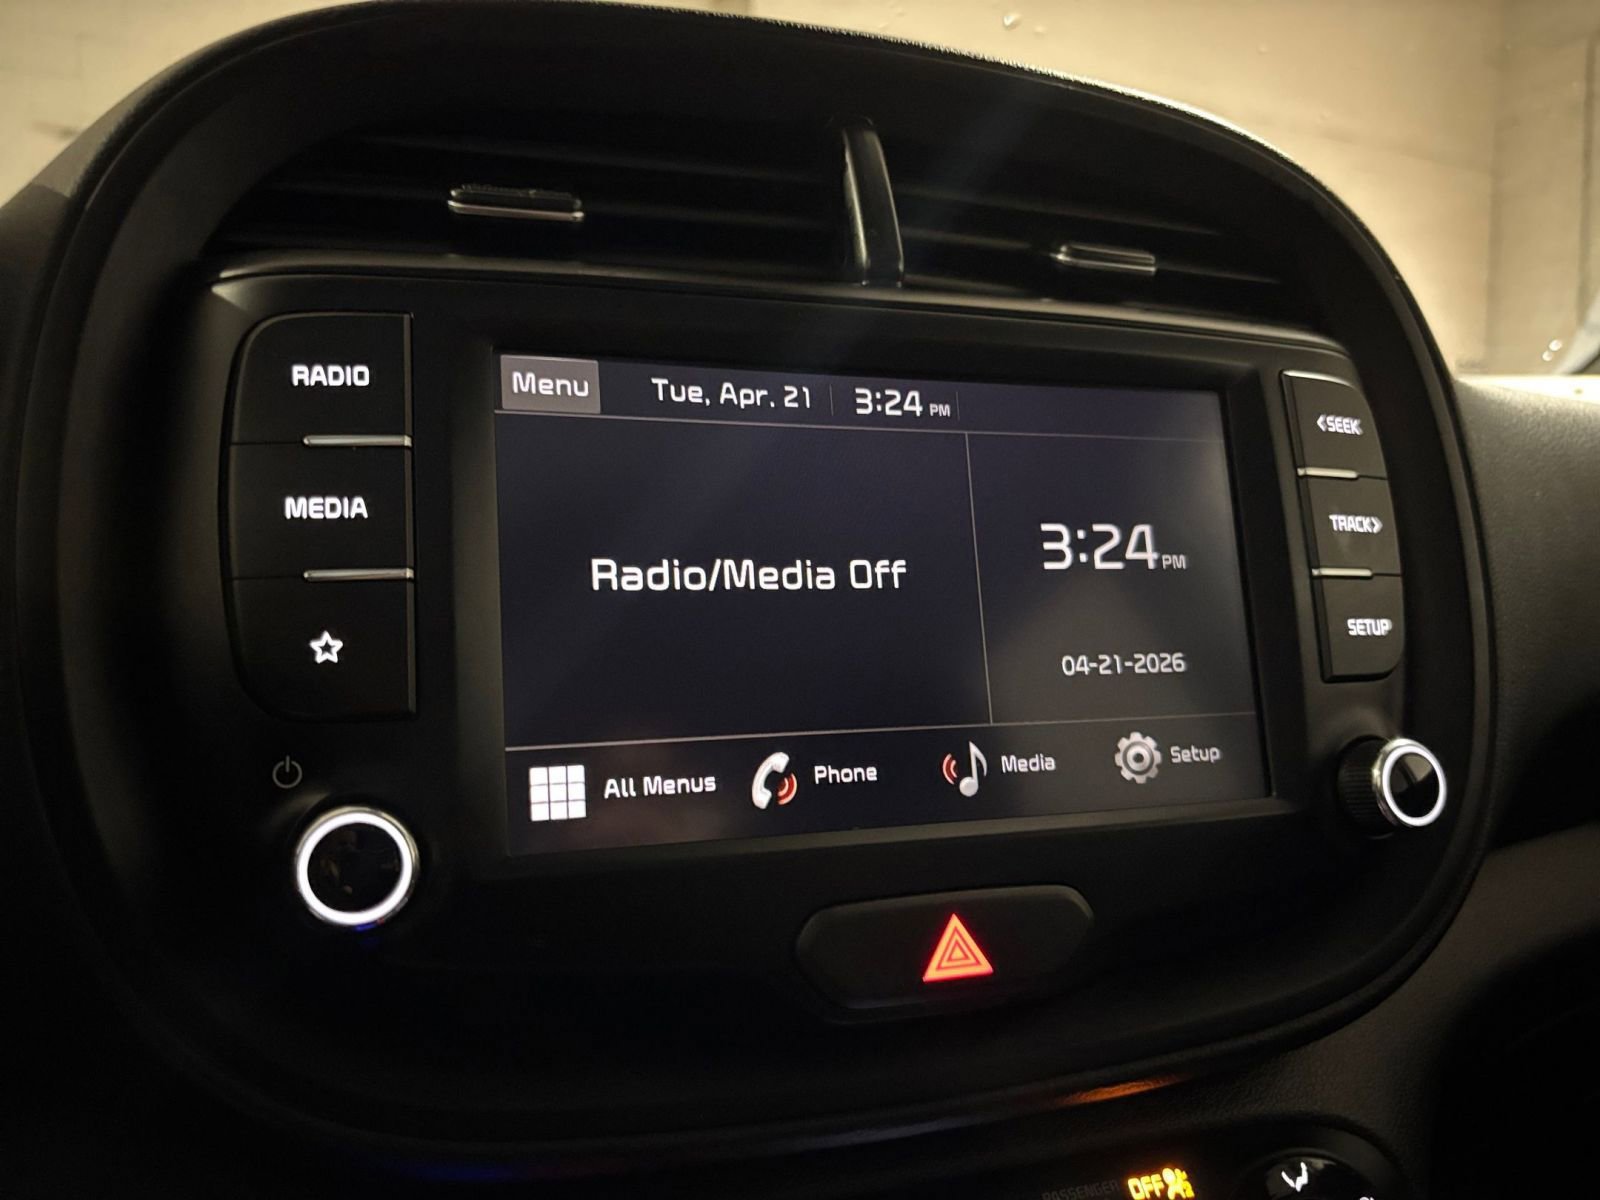 RADIO
MEDIA
Menu
Tue, Apr. 21
3:24 PM
Radio/Media Off
3:24 PM
04-21-2026
All Menus
Phone
Media
Setup
<SEEK
TRACK>
SETUP
PASSENGER
OFF